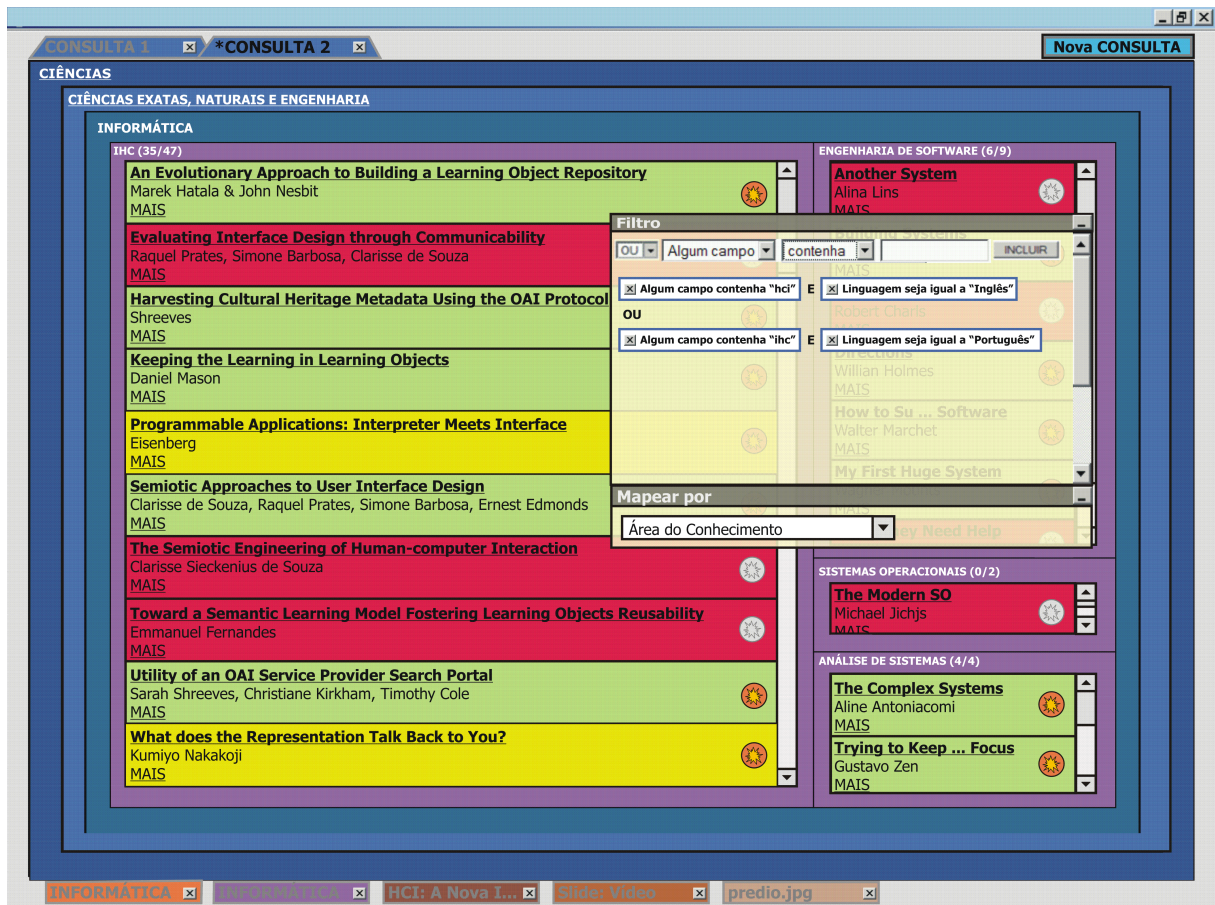 CONSULTA 1
*CONSULTA 2
Nova CONSULTA
CIÊNCIAS
CIÊNCIAS EXATAS, NATURAIS E ENGENHARIA
INFORMÁTICA
IHC (35/47)
An Evolutionary Approach to Building a Learning Object Repository
Marek Hatala & John Nesbit
MAIS
Evaluating Interface Design through Communicability
Raquel Prates, Simone Barbosa, Clarisse de Souza
MAIS
Harvesting Cultural Heritage Metadata Using the OAI Protocol
Shreeves
MAIS
Keeping the Learning in Learning Objects
Daniel Mason
MAIS
Programmable Applications: Interpreter Meets Interface
Eisenberg
MAIS
Semiotic Approaches to User Interface Design
Clarisse de Souza, Raquel Prates, Simone Barbosa, Ernest Edmonds
MAIS
The Semiotic Engineering of Human-computer Interaction
Clarisse Sieckenius de Souza
MAIS
Toward a Semantic Learning Model Fostering Learning Objects Reusability
Emmanuel Fernandes
MAIS
Utility of an OAI Service Provider Search Portal
Sarah Shreeves, Christiane Kirkham, Timothy Cole
MAIS
What does the Representation Talk Back to You?
Kumiyo Nakakoji
MAIS
ENGENHARIA DE SOFTWARE (6/9)
Another System
Alina Lins
MAIS
Filtro
OU Algum campo contenha INCLUIR
Algum campo contenha "hci" E Linguagem seja igual a "Inglês"
OU
Algum campo contenha "ihc" E Linguagem seja igual a "Português"
Building Systems
MAIS
Robert Charls
Directions
Willian Holmes
MAIS
How to Su ... Software
Walter Marchet
MAIS
My First Huge System
Mapear por
Área do Conhecimento
Need Help
SISTEMAS OPERACIONAIS (0/2)
The Modern SO
Michael Jichjs
MAIS
ANÁLISE DE SISTEMAS (4/4)
The Complex Systems
Aline Antoniacomi
MAIS
Trying to Keep ... Focus
Gustavo Zen
MAIS
INFORMÁTICA
INFORMÁTICA
HCI: A Nova I...
Slide: Video
predio.jpg